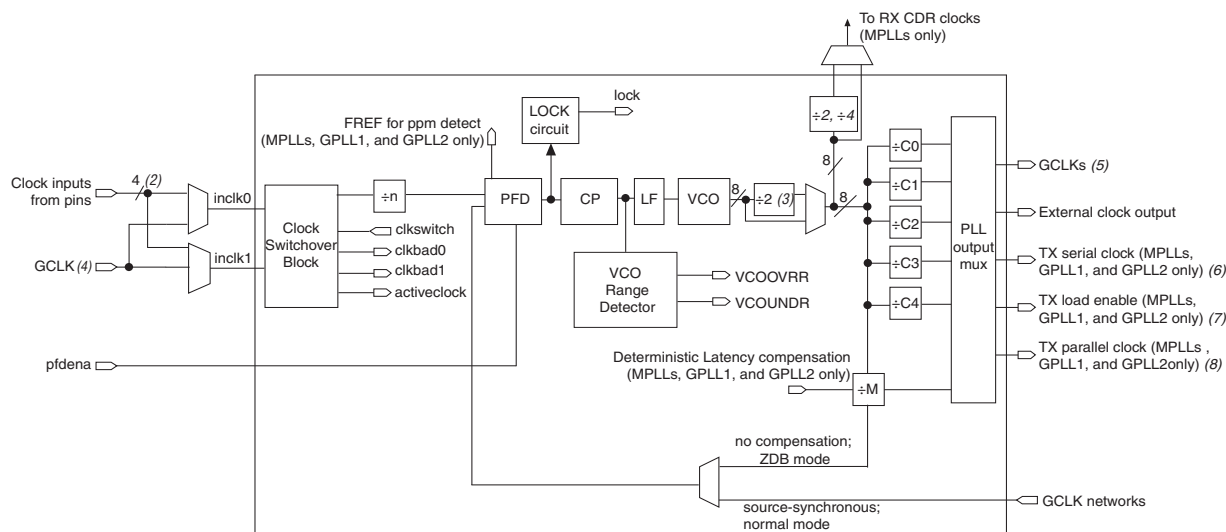 To RX CDR clocks
(MPLLs only)
lock
LOCK
circuit
÷2, ÷4
FREF for ppm detect
(MPLLs, GPLL1, and GPLL2 only)
÷C0
GCLKs (5)
8
Clock inputs
from pins
4 (2)
inclk0
÷n
PFD
CP
LF
VCO
8
÷2 (3)
8
÷C1
External clock output
Clock
Switchover
Block
clkswitch
÷C2
PLL
output
mux
clkbad0
GCLK (4)
inclk1
clkbad1
activeclock
VCO
Range
Detector
VCOOVRR
VCOUNDR
÷C3
TX serial clock (MPLLs,
GPLL1, and GPLL2 only) (6)
÷C4
TX load enable (MPLLs,
GPLL1, and GPLL2 only) (7)
pfdena
Deterministic Latency compensation
(MPLLs, GPLL1, and GPLL2 only)
TX parallel clock (MPLLs ,
GPLL1, and GPLL2only) (8)
÷M
no compensation;
ZDB mode
GCLK networks
source-synchronous;
normal mode